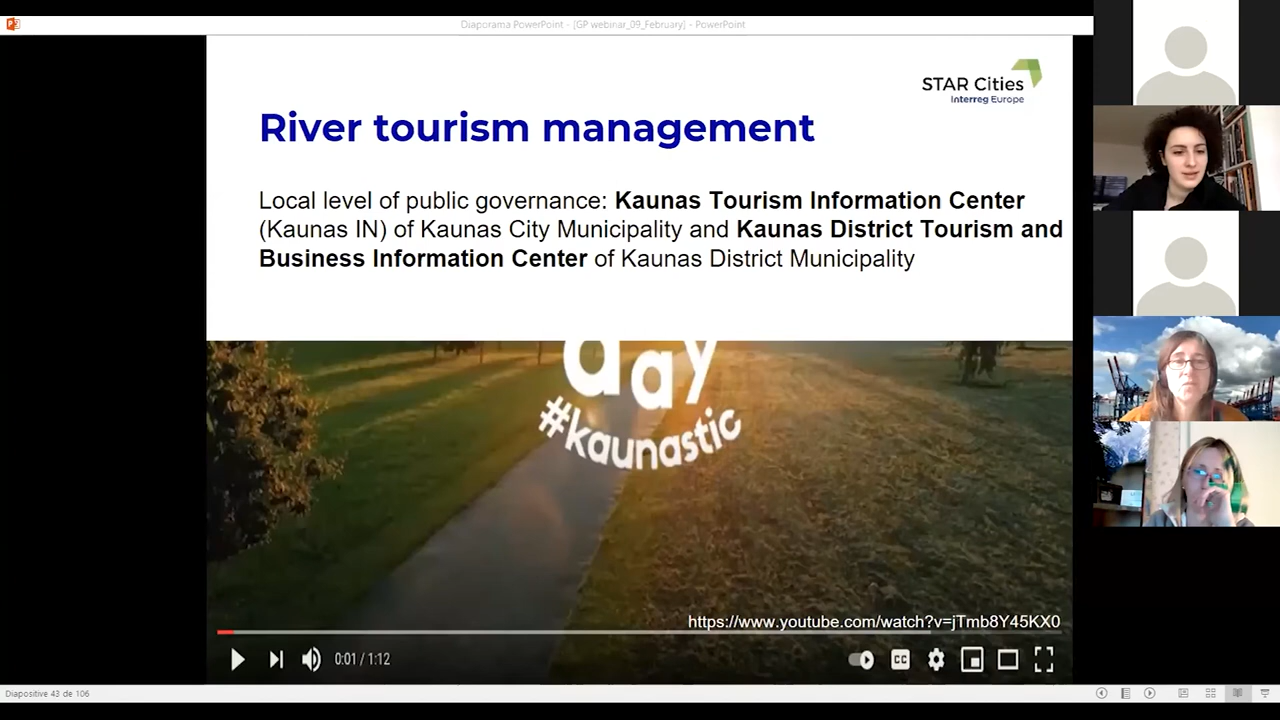 Diaporama PowerPoint - [GP webinar_09_February] - PowerPoint
STAR Cities
Interreg Europe
River tourism management
Local level of public governance: Kaunas Tourism Information Center
(Kaunas IN) of Kaunas City Municipality and Kaunas District Tourism and
Business Information Center of Kaunas District Municipality
day
#kaunastic
https://www.youtube.com/watch?v=jTmb8Y45KX0
0:01 / 1:12
CC
Diapositive 43 de 106